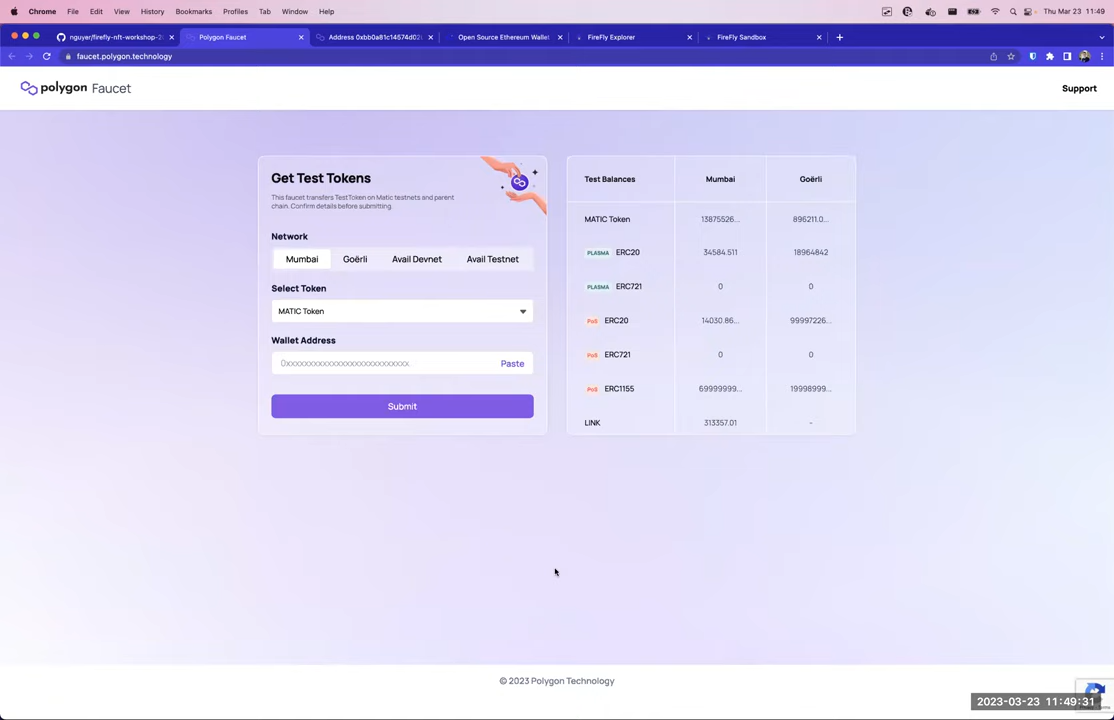 Chrome File Edit View History Bookmarks Profiles Tab Window Help Thu Mar 23 11:49
nguyer/firefly-nft-workshop-20 Polygon Faucet Address 0xbb0a81c14574d02 Open Source Ethereum Wallet FireFly Explorer FireFly Sandbox
faucet.polygon.technology
polygon Faucet Support
Get Test Tokens
This faucet transfers TestToken on Matic testnets and parent
chain. Confirm details before submitting.
Network
Mumbai Goërli Avail Devnet Avail Testnet
Select Token
MATIC Token
Wallet Address
Paste
Submit
Test Balances Mumbai Goërli
MATIC Token 13875526... 896211.0...
PLASMA ERC20 34584.511 18964842
PLASMA ERC721 0 0
PoS ERC20 14030.86... 99997226...
PoS ERC721 0 0
PoS ERC1155 69999999... 19998999...
LINK 313357.01 -
© 2023 Polygon Technology
2023-03-23 11:49:31